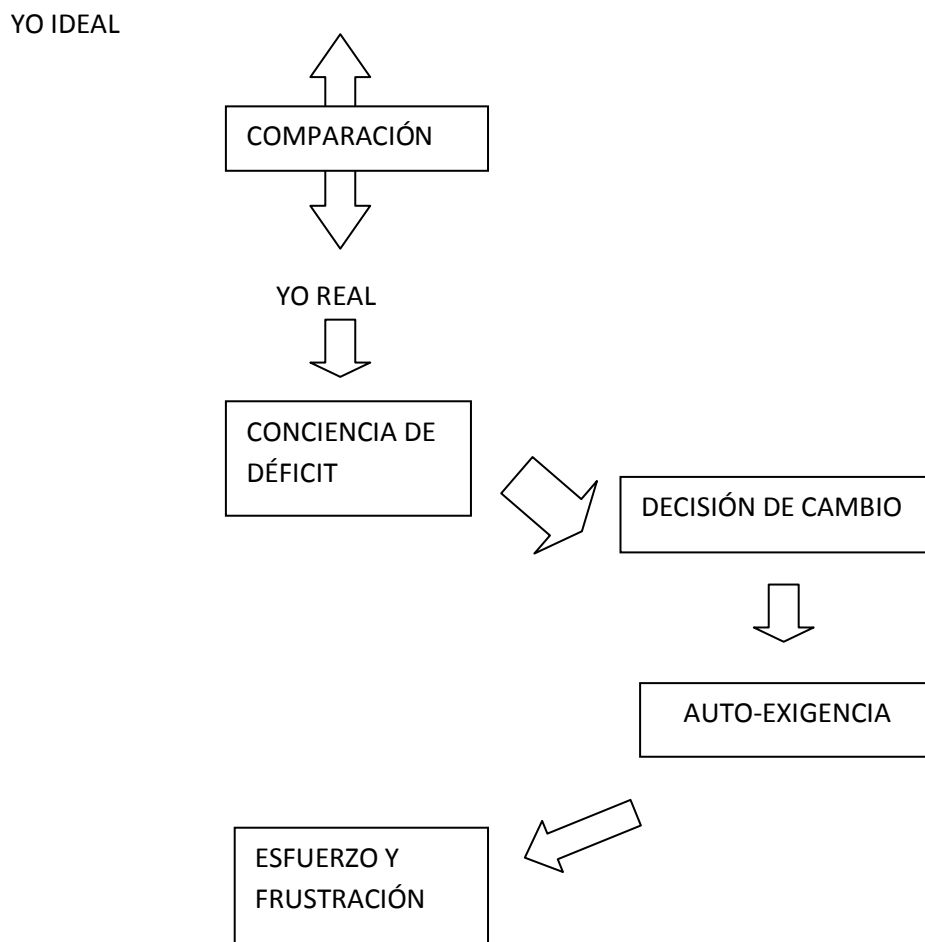 YO IDEAL
COMPARACIÓN
YO REAL
CONCIENCIA DE
DÉFICIT
DECISIÓN DE CAMBIO
AUTO-EXIGENCIA
ESFUERZO Y
FRUSTRACIÓN